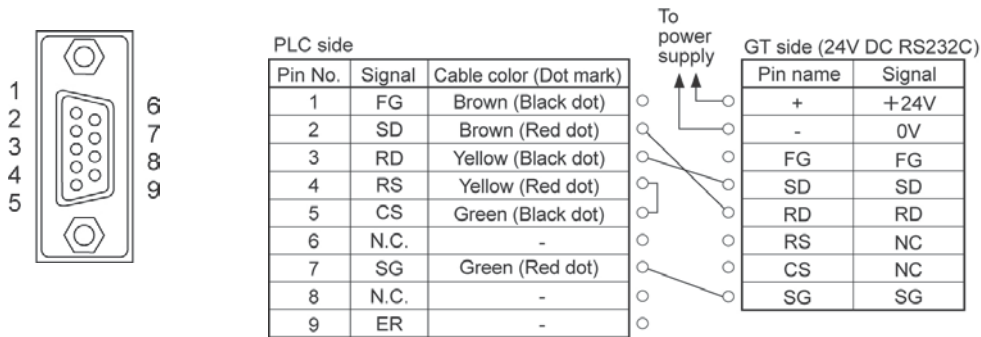 1
2
3
4
5
6
7
8
9
PLC side
Pin No. Signal Cable color (Dot mark)
1 FG Brown (Black dot)
2 SD Brown (Red dot)
3 RD Yellow (Black dot)
4 RS Yellow (Red dot)
5 CS Green (Black dot)
6 N.C. -
7 SG Green (Red dot)
8 N.C. -
9 ER -
To
power
supply
GT side (24V DC RS232C)
Pin name Signal
+ +24V
- 0V
FG FG
SD SD
RD RD
RS NC
CS NC
SG SG